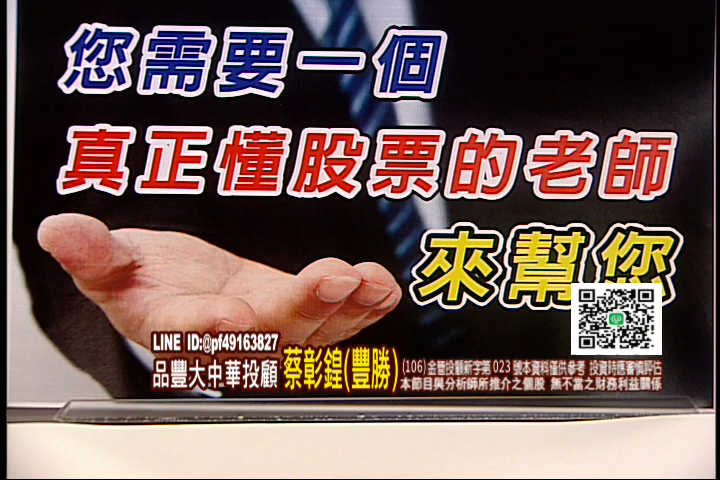 您需要一個
真正懂股票的老師
來幫您
LINE ID:@pf49163827
品豐大中華投顧 蔡彰鍠(豐勝)
(106)金管投顧新字第023號本資料僅供參考 投資時應審慎評估
本節目與分析師所推介之個股 無不當之財務利益關係